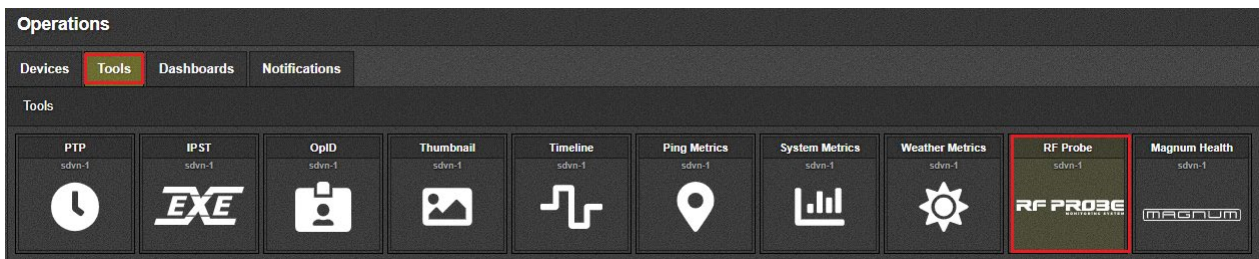 Operations
Devices Tools Dashboards Notifications
Tools
PTP IPST OpID Thumbnail Timeline Ping Metrics System Metrics Weather Metrics RF Probe Magnum Health
sdvn-1 sdvn-1 sdvn-1 sdvn-1 sdvn-1 sdvn-1 sdvn-1 sdvn-1 sdvn-1 sdvn-1
EXE RF PROBE MAGNUM
MONITORING SYSTEM